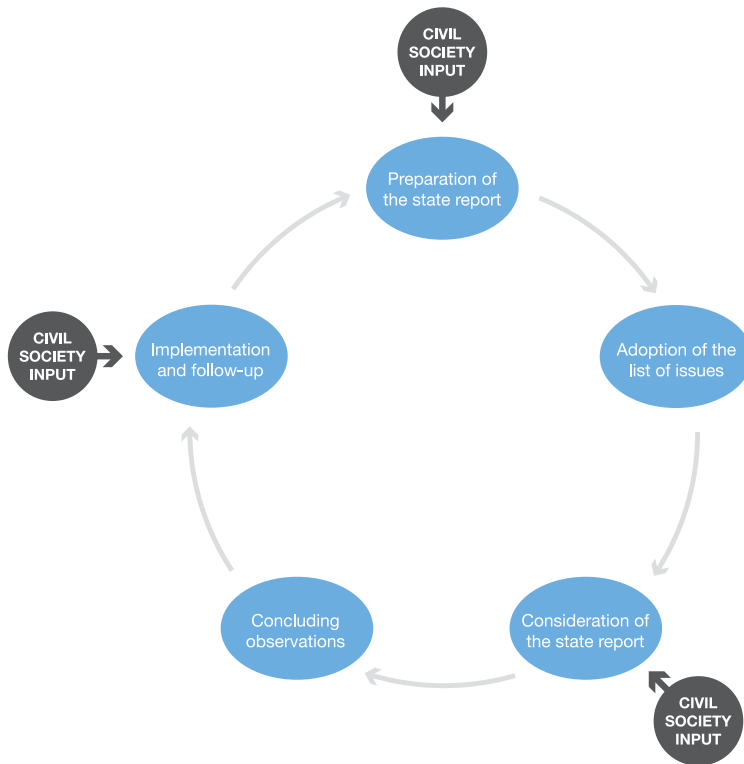 CIVIL
SOCIETY
INPUT
Preparation of
the state report
CIVIL
SOCIETY
INPUT
Implementation
and follow-up
Adoption of the
list of issues
Concluding
observations
Consideration of
the state report
CIVIL
SOCIETY
INPUT